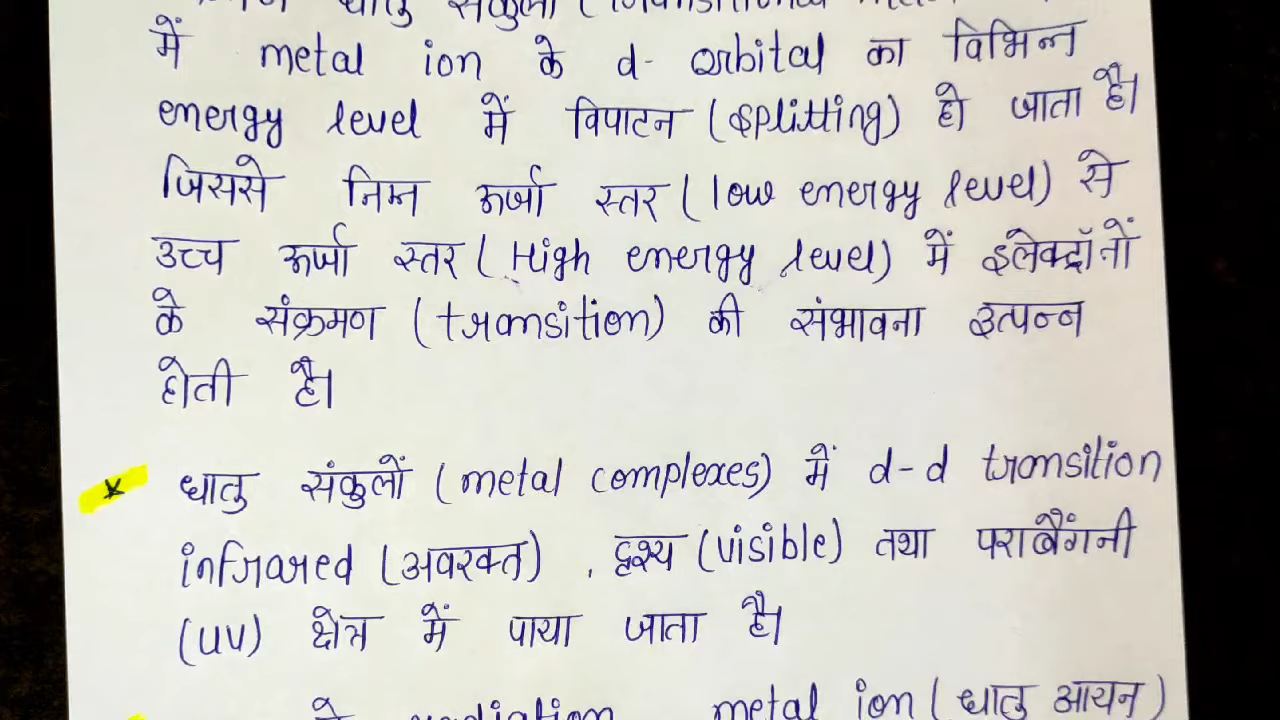 धातु संकुलों (
में metal ion के d- orbital का विभिन्न
energy level में विपाटन (splitting) हो जाता है।
जिससे निम्न ऊर्जा स्तर (low energy level) से
उच्च ऊर्जा स्तर (High energy level) में इलेक्ट्रॉनों
के संक्रमण (transition) की संभावना उत्पन्न
होती है।
* धातु संकुलों (metal complexes) में d-d transition
infrared (अवरक्त) , दृश्य (visible) तथा पराबैंगनी
(UV) क्षेत्र में पाया जाता है।
के radiation metal ion (धातु आयन)